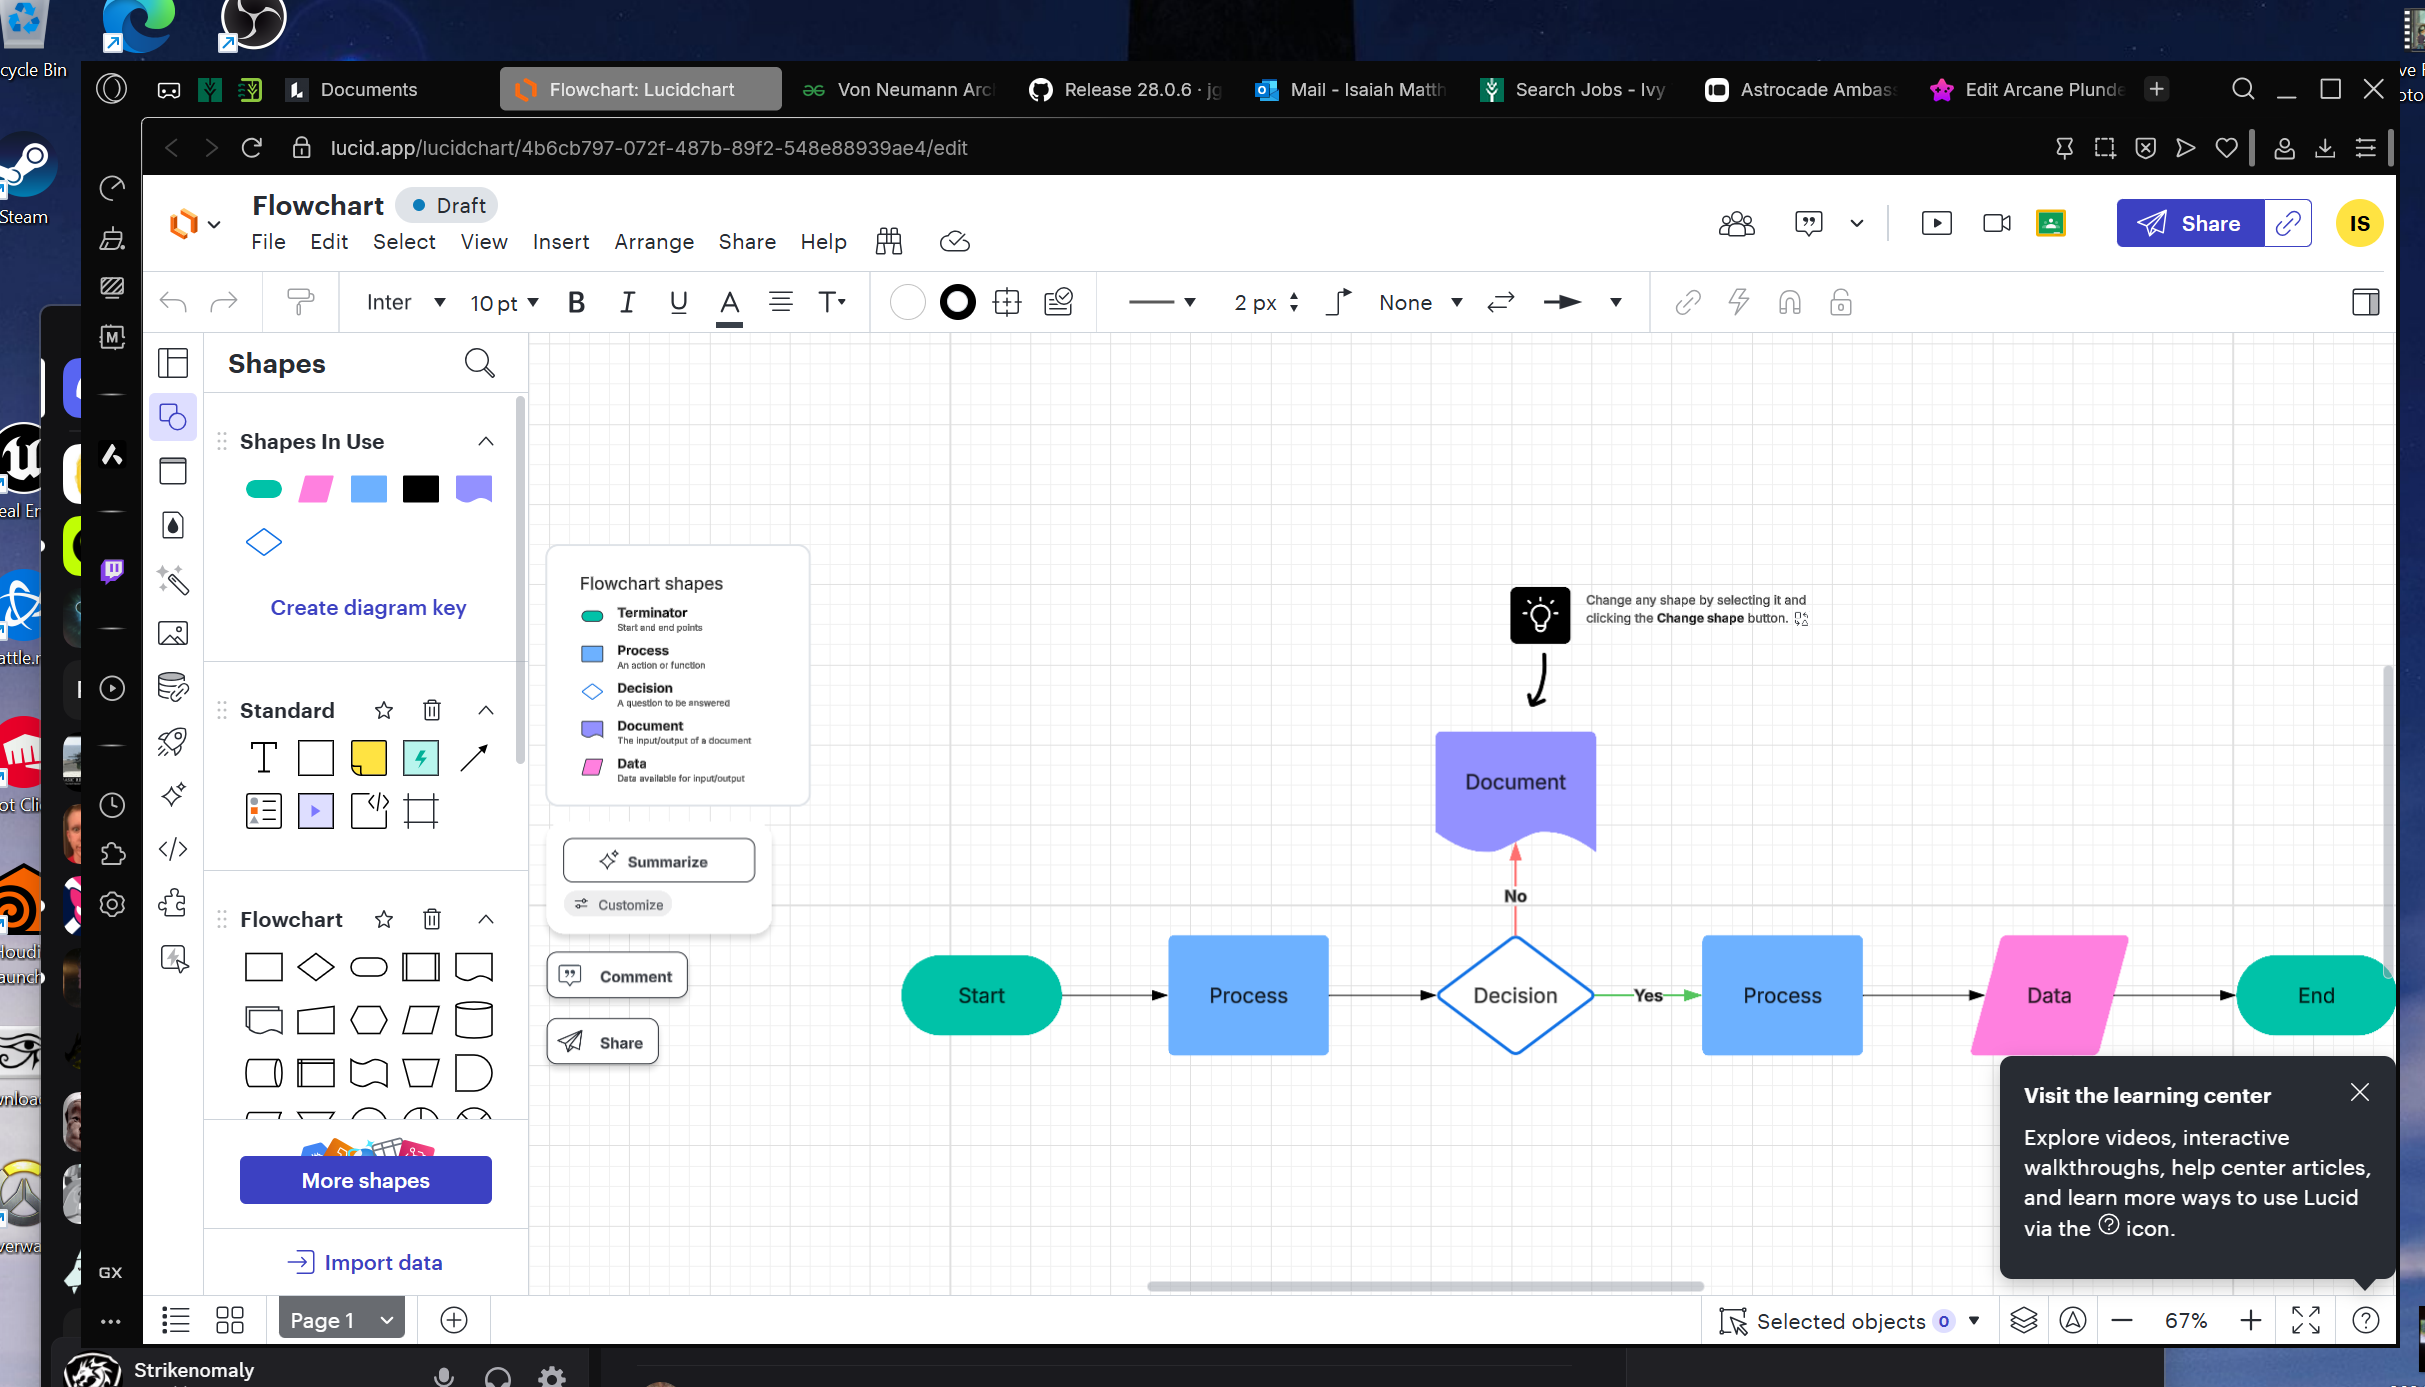 cycle Bin
Steam
Documents
Flowchart: Lucidchart
Von Neumann Arc
Release 28.0.6 · jg
Mail - Isaiah Matth
Search Jobs - Ivy
Astrocade Ambas
Edit Arcane Plunde
lucid.app/lucidchart/4b6cb797-072f-487b-89f2-548e88939ae4/edit
Flowchart
Draft
File
Edit
Select
View
Insert
Arrange
Share
Help
Share
IS
Inter
10 pt
B
I
U
A
T
2 px
None
Shapes
Shapes In Use
Create diagram key
Standard
T
Flowchart
More shapes
Import data
Flowchart shapes
Terminator
Start and end points
Process
An action or function
Decision
A question to be answered
Document
The input/output of a document
Data
Data available for input/output
Summarize
Customize
Comment
Share
Change any shape by selecting it and
clicking the Change shape button.
Document
No
Start
Process
Decision
Yes
Process
Data
End
Visit the learning center
Explore videos, interactive
walkthroughs, help center articles,
and learn more ways to use Lucid
via the ? icon.
Page 1
Selected objects 0
67%
GX
Strikenomaly
eal En
attle.n
ot Cli
Houdi
aunch
wnloa
verwa